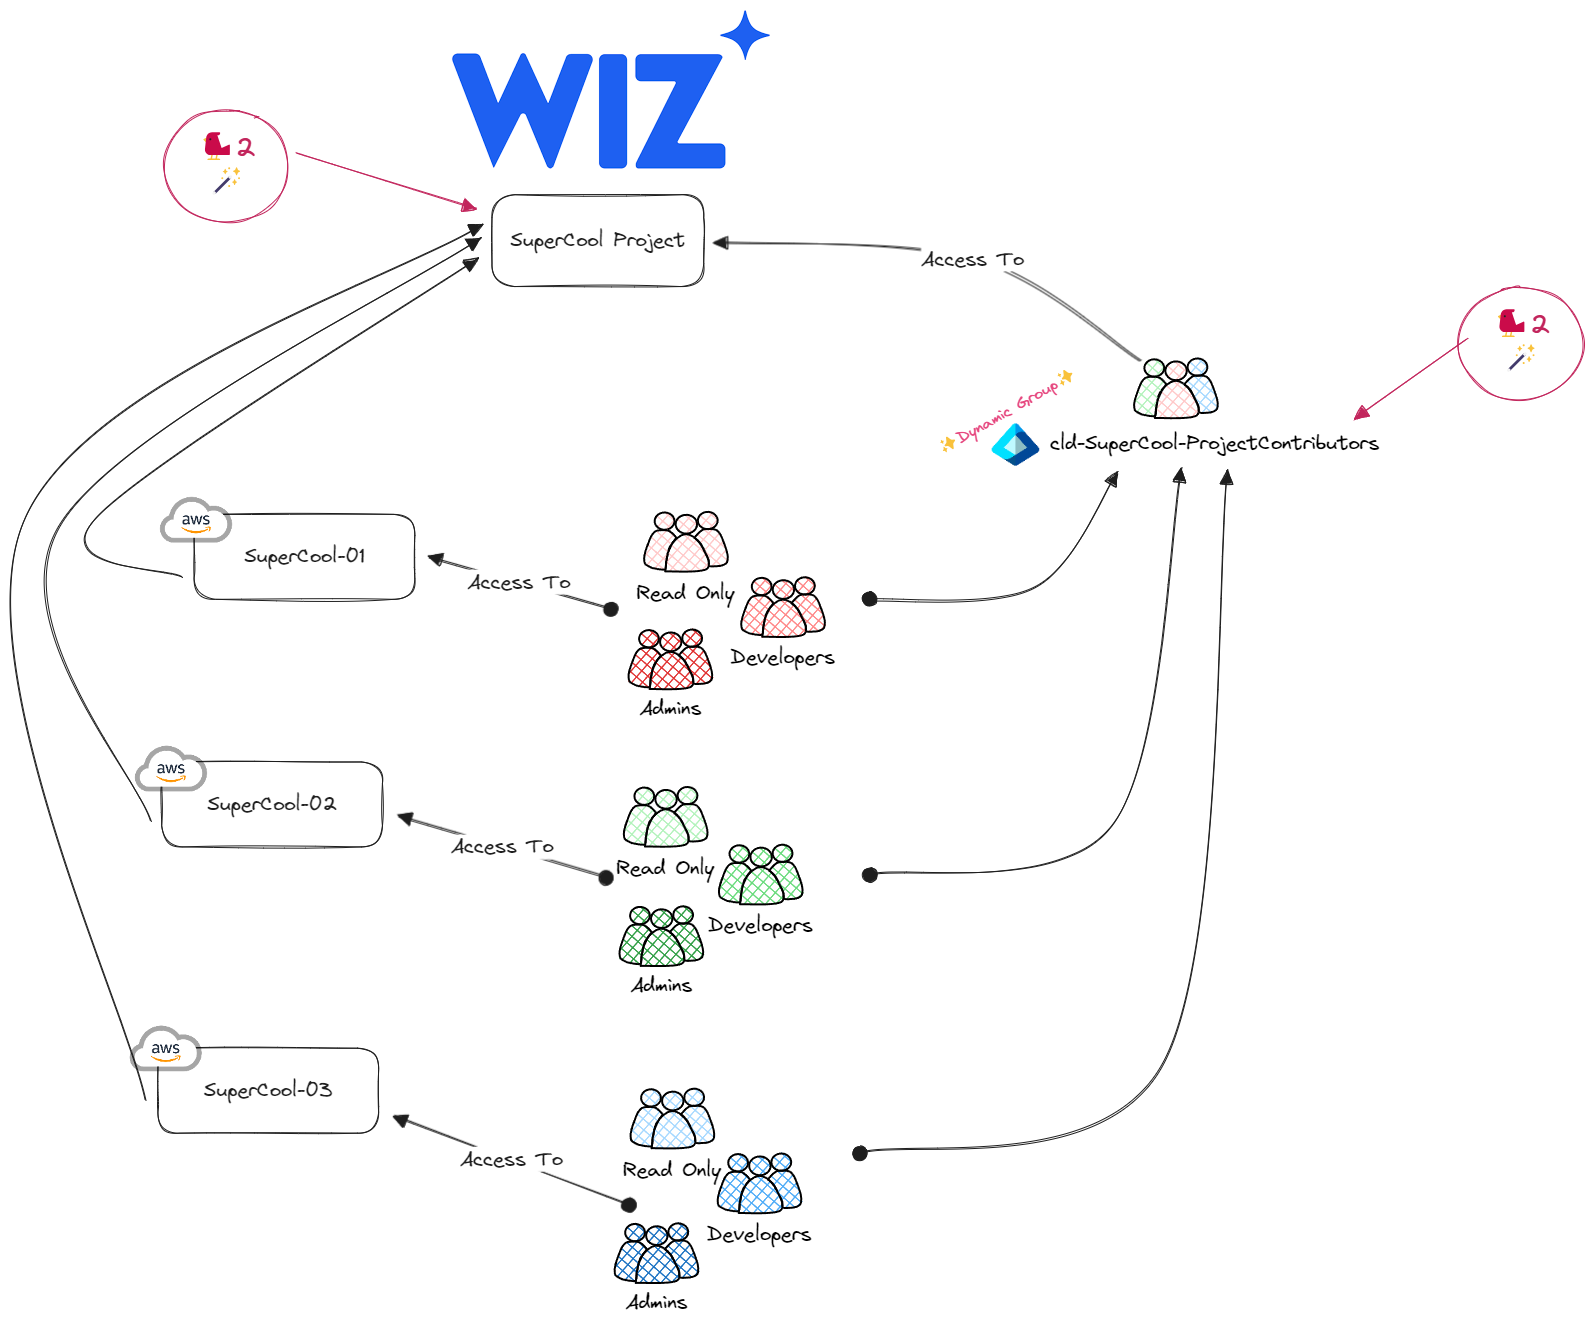 WIZ
2
SuperCool Project
Access To
2
✨Dynamic Group✨
cld-SuperCool-ProjectContributors
aws
SuperCool-01
Access To
Read Only
Developers
Admins
aws
SuperCool-02
Access To
Read Only
Developers
Admins
aws
SuperCool-03
Access To
Read Only
Developers
Admins